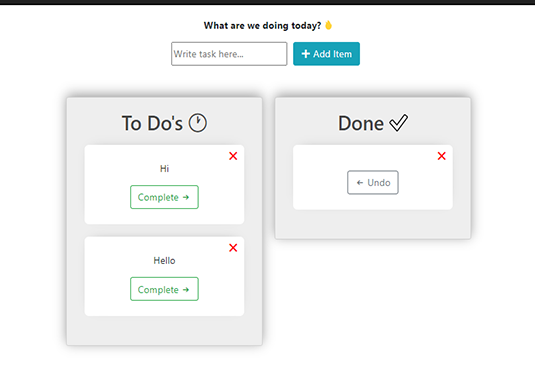 What are we doing today?
Write task here...
+ Add Item
To Do's
Done
Hi
Complete →
← Undo
Hello
Complete →